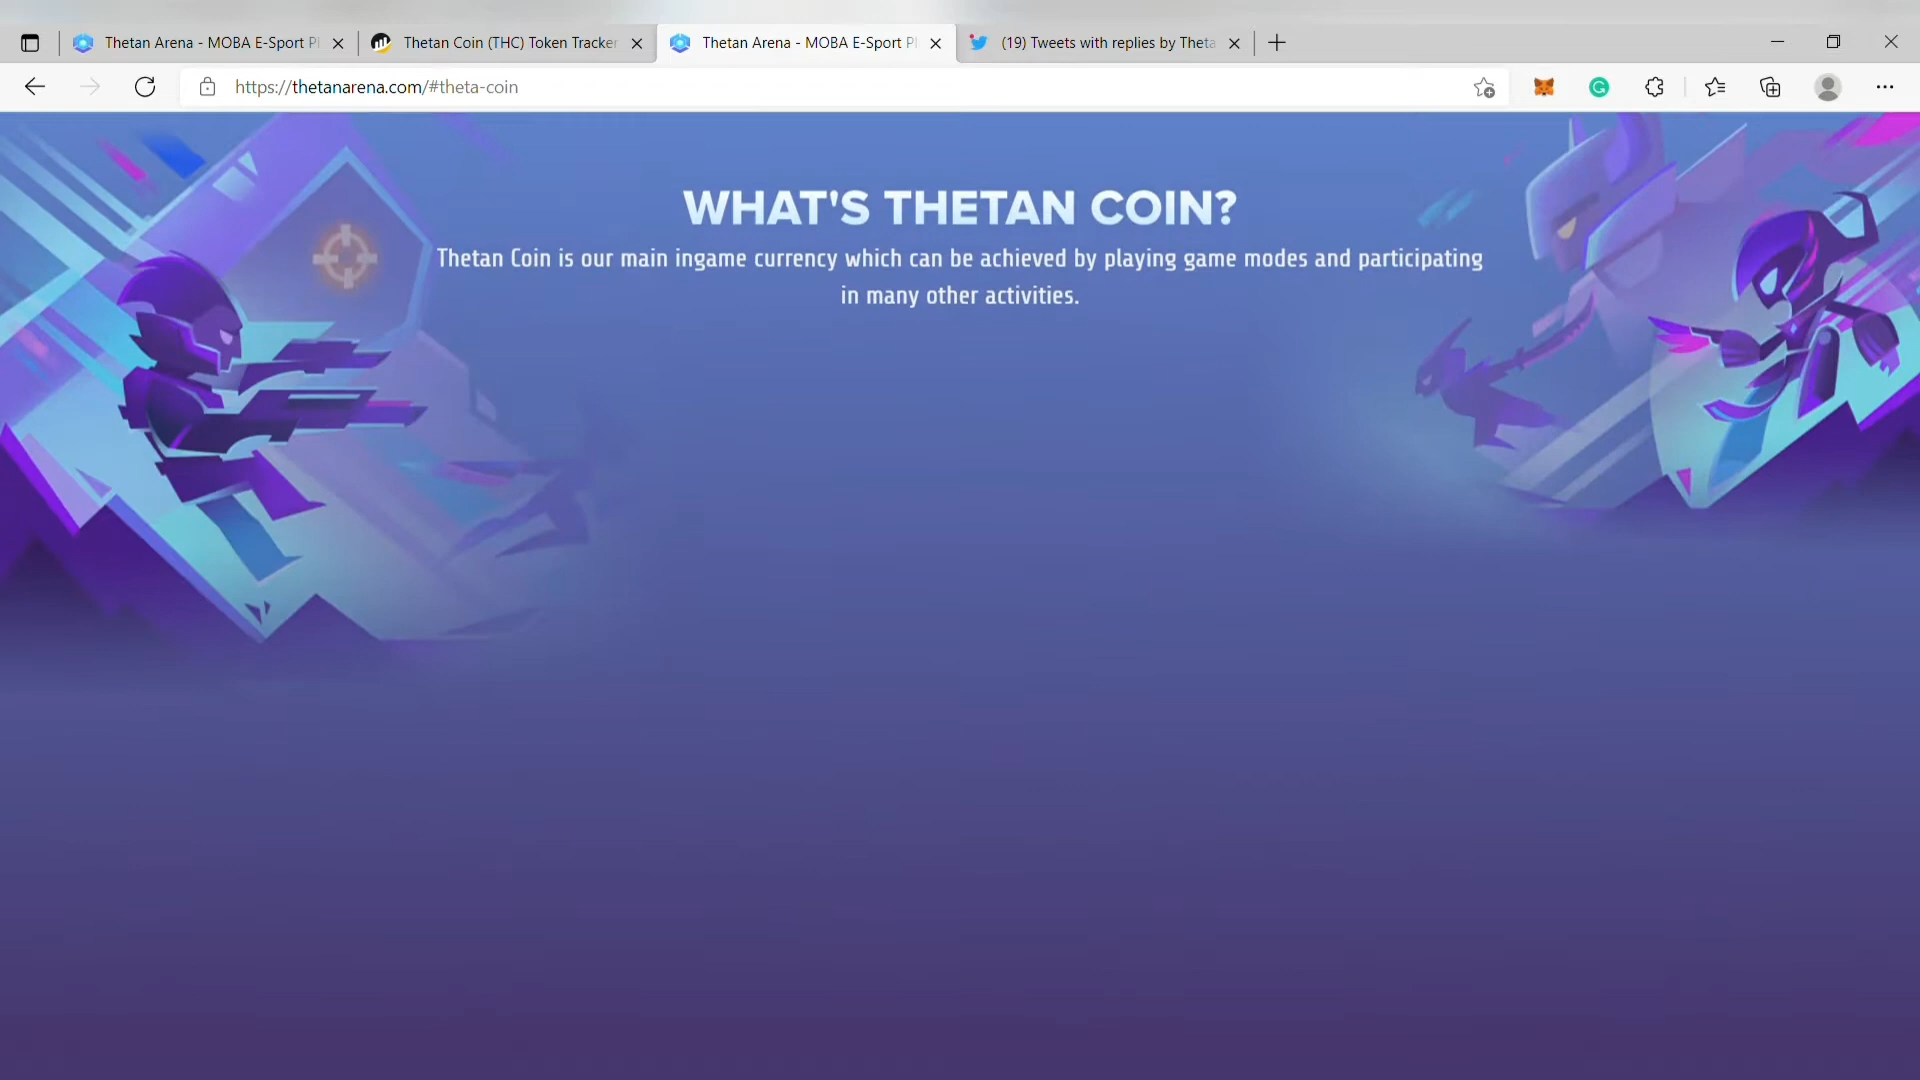 Thetan Arena - MOBA E-Sport Pl
Thetan Coin (THC) Token Tracker
Thetan Arena - MOBA E-Sport Pl
(19) Tweets with replies by Theta
https://thetanarena.com/#theta-coin
WHAT'S THETAN COIN?
Thetan Coin is our main ingame currency which can be achieved by playing game modes and participating
in many other activities.